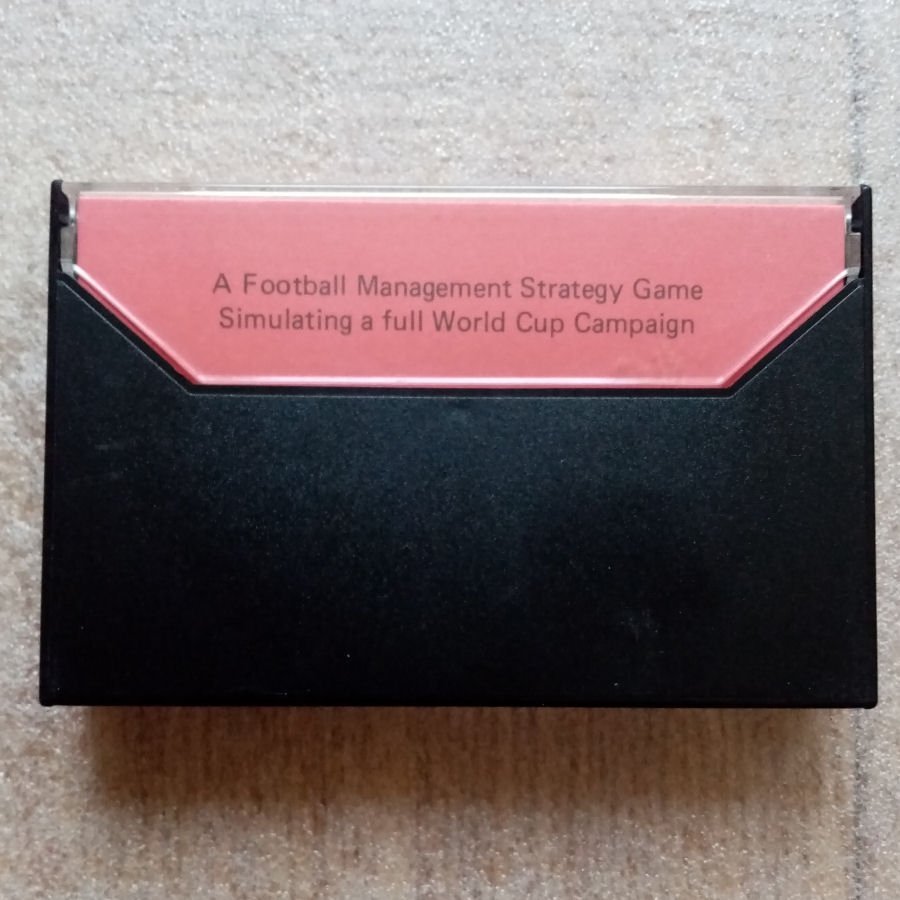 A Football Management Strategy Game
Simulating a full World Cup Campaign